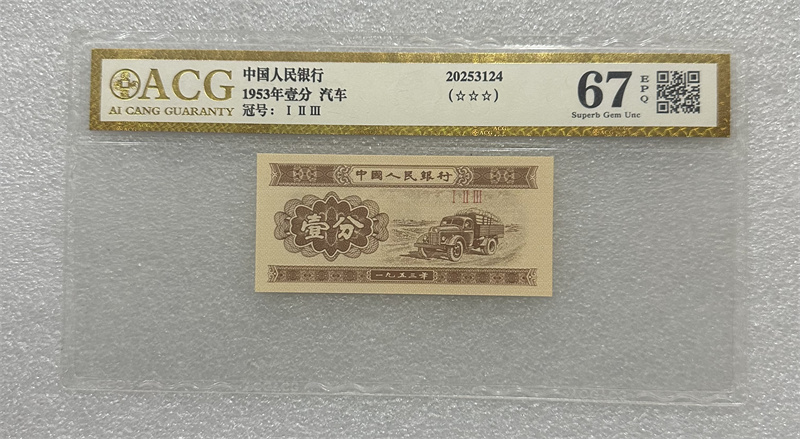 ACG
AI CANG GUARANTY
中国人民银行
1953年壹分 汽车
冠号: I II III
20253124
(☆☆☆)
67 EPQ
Superb Gem Unc
中國人民銀行
I II III
壹分
一九五三年